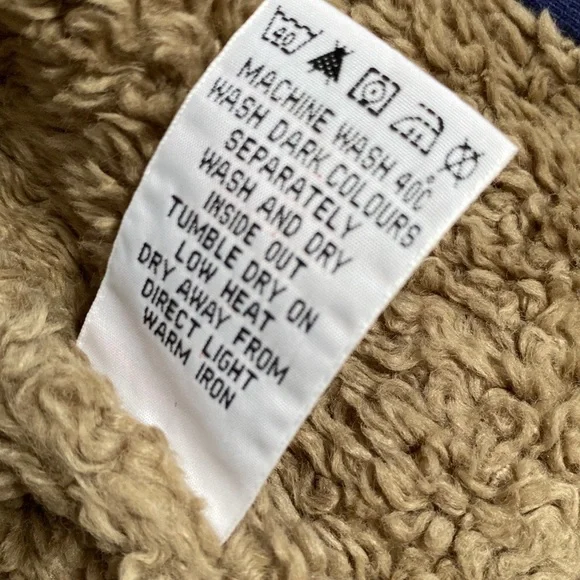 40
MACHINE WASH 40°C
WASH DARK COLOURS
SEPARATELY
WASH AND DRY
INSIDE OUT
TUMBLE DRY ON
LOW HEAT
DRY AWAY FROM
DIRECT LIGHT
WARM IRON